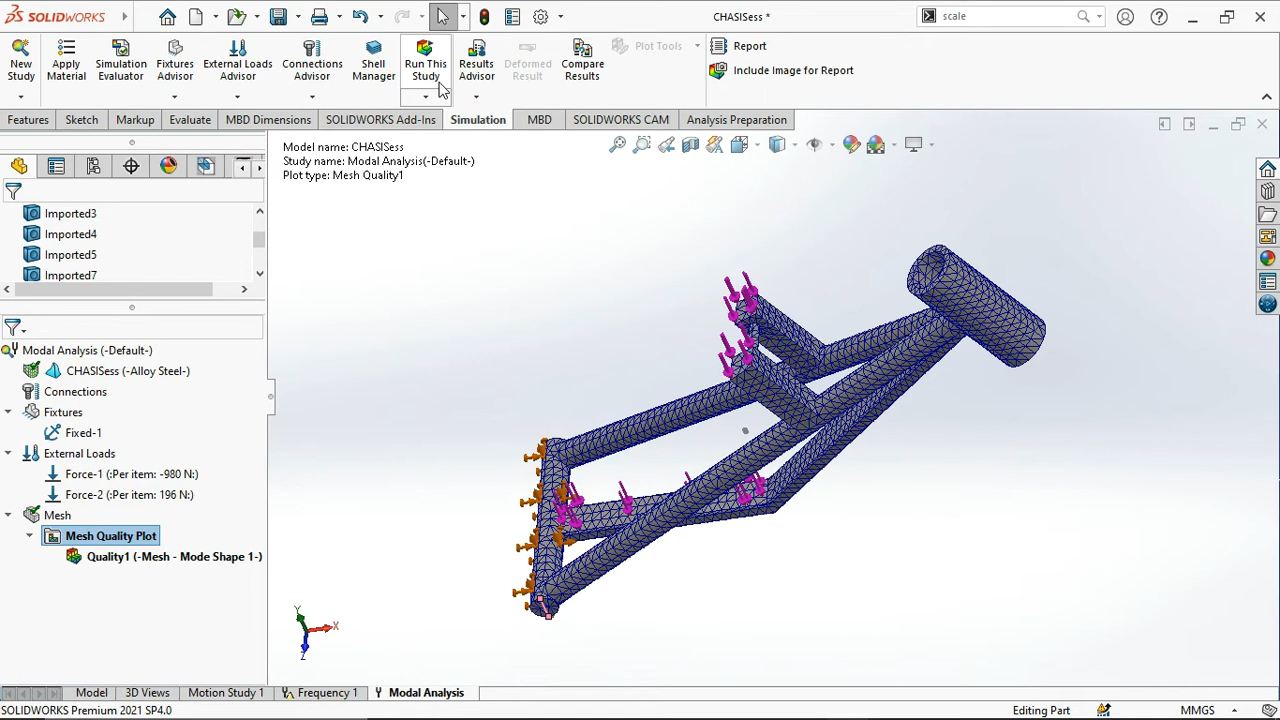 SOLIDWORKS
CHASISess *
scale
New Study
Apply Material
Simulation Evaluator
Fixtures Advisor
External Loads Advisor
Connections Advisor
Shell Manager
Run This Study
Results Advisor
Deformed Result
Compare Results
Plot Tools
Report
Include Image for Report
Features
Sketch
Markup
Evaluate
MBD Dimensions
SOLIDWORKS Add-Ins
Simulation
MBD
SOLIDWORKS CAM
Analysis Preparation
Model name: CHASISess
Study name: Modal Analysis(-Default-)
Plot type: Mesh Quality1
Imported3
Imported4
Imported5
Imported7
Modal Analysis (-Default-)
CHASISess (-Alloy Steel-)
Connections
Fixtures
Fixed-1
External Loads
Force-1 (:Per item: -980 N:)
Force-2 (:Per item: 196 N:)
Mesh
Mesh Quality Plot
Quality1 (-Mesh - Mode Shape 1-)
Y
X
Z
Model
3D Views
Motion Study 1
Frequency 1
Modal Analysis
SOLIDWORKS Premium 2021 SP4.0
Editing Part
MMGS